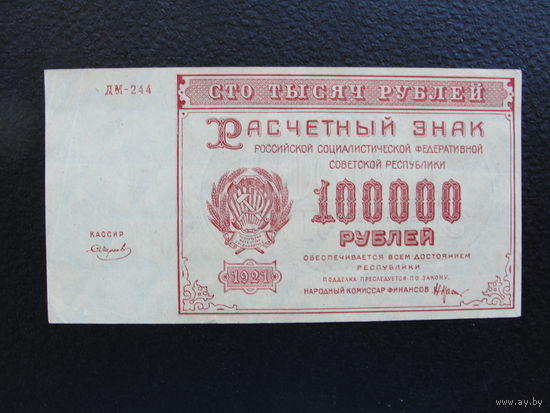 ДМ-244
СТО ТЫСЯЧ РУБЛЕЙ
РАСЧЕТНЫЙ ЗНАК
РОССИЙСКОЙ СОЦИАЛИСТИЧЕСКОЙ ФЕДЕРАТИВНОЙ
СОВЕТСКОЙ РЕСПУБЛИКИ
100000
РУБЛЕЙ
1921
ОБЕСПЕЧИВАЕТСЯ ВСЕМ ДОСТОЯНИЕМ
РЕСПУБЛИКИ
ПОДДЕЛКА ПРЕСЛЕДУЕТСЯ ПО ЗАКОНУ.
НАРОДНЫЙ КОМИССАР ФИНАНСОВ
КАССИР
www.ay.by